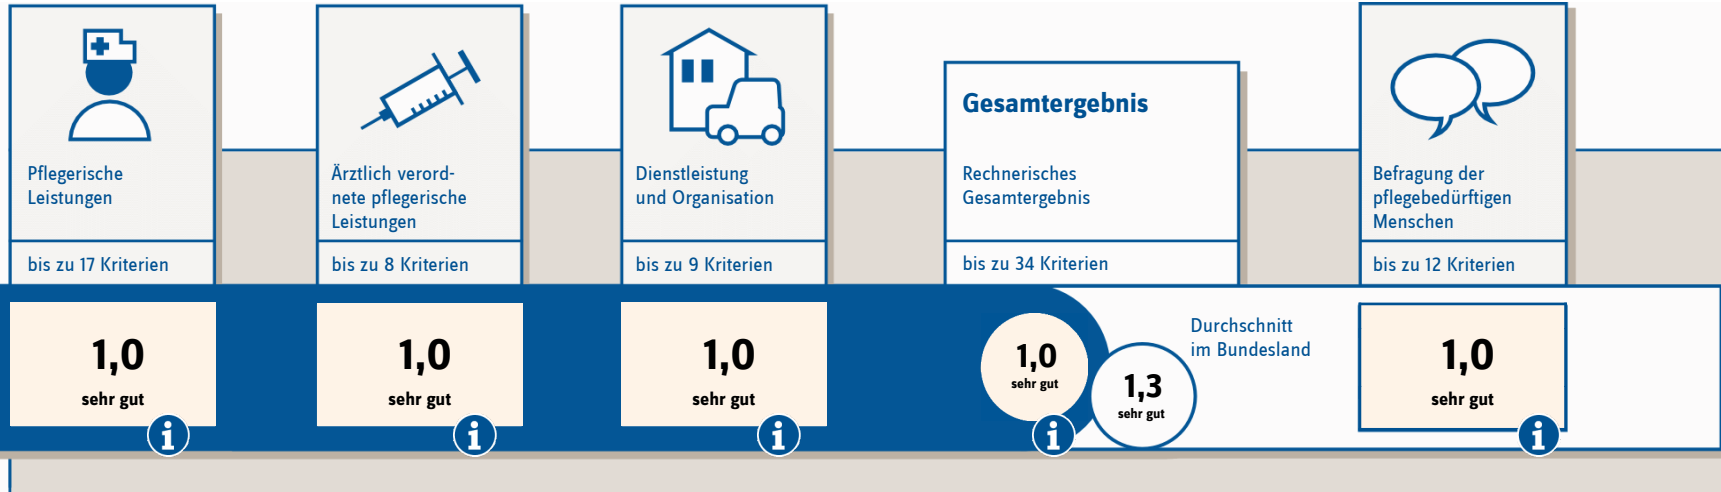 Pflegerische
Leistungen
bis zu 17 Kriterien
1,0
sehr gut
i
Ärztlich verord-
nete pflegerische
Leistungen
bis zu 8 Kriterien
1,0
sehr gut
i
Dienstleistung
und Organisation
bis zu 9 Kriterien
1,0
sehr gut
i
Gesamtergebnis
Rechnerisches
Gesamtergebnis
bis zu 34 Kriterien
1,0
sehr gut
i
1,3
sehr gut
Durchschnitt
im Bundesland
Befragung der
pflegebedürftigen
Menschen
bis zu 12 Kriterien
1,0
sehr gut
i